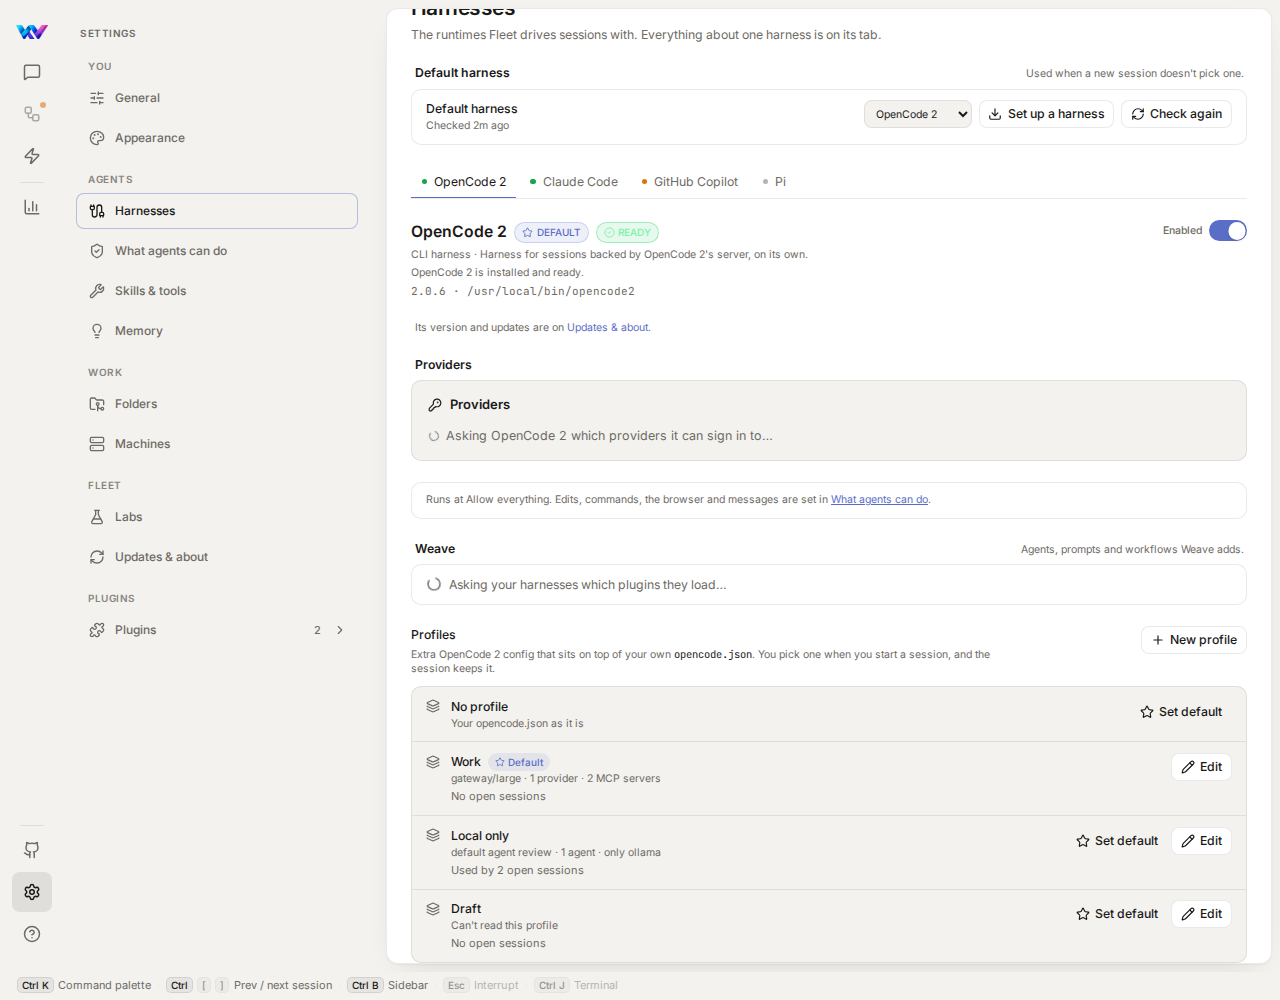 SETTINGS
YOU
General
Appearance
AGENTS
Harnesses
What agents can do
Skills & tools
Memory
WORK
Folders
Machines
FLEET
Labs
Updates & about
PLUGINS
Plugins 2
Harnesses
The runtimes Fleet drives sessions with. Everything about one harness is on its tab.
Default harness Used when a new session doesn't pick one.
Default harness
Checked 2m ago
OpenCode 2 Set up a harness Check again
OpenCode 2 Claude Code GitHub Copilot Pi
OpenCode 2 DEFAULT READY Enabled
CLI harness · Harness for sessions backed by OpenCode 2's server, on its own.
OpenCode 2 is installed and ready.
2.0.6 · /usr/local/bin/opencode2
Its version and updates are on Updates & about.
Providers
Providers
Asking OpenCode 2 which providers it can sign in to...
Runs at Allow everything. Edits, commands, the browser and messages are set in What agents can do.
Weave Agents, prompts and workflows Weave adds.
Asking your harnesses which plugins they load...
Profiles New profile
Extra OpenCode 2 config that sits on top of your own opencode.json. You pick one when you start a session, and the
session keeps it.
No profile Set default
Your opencode.json as it is
Work Default Edit
gateway/large · 1 provider · 2 MCP servers
No open sessions
Local only Set default Edit
default agent review · 1 agent · only ollama
Used by 2 open sessions
Draft Set default Edit
Can't read this profile
No open sessions
Ctrl K Command palette Ctrl [ ] Prev / next session Ctrl B Sidebar Esc Interrupt Ctrl J Terminal